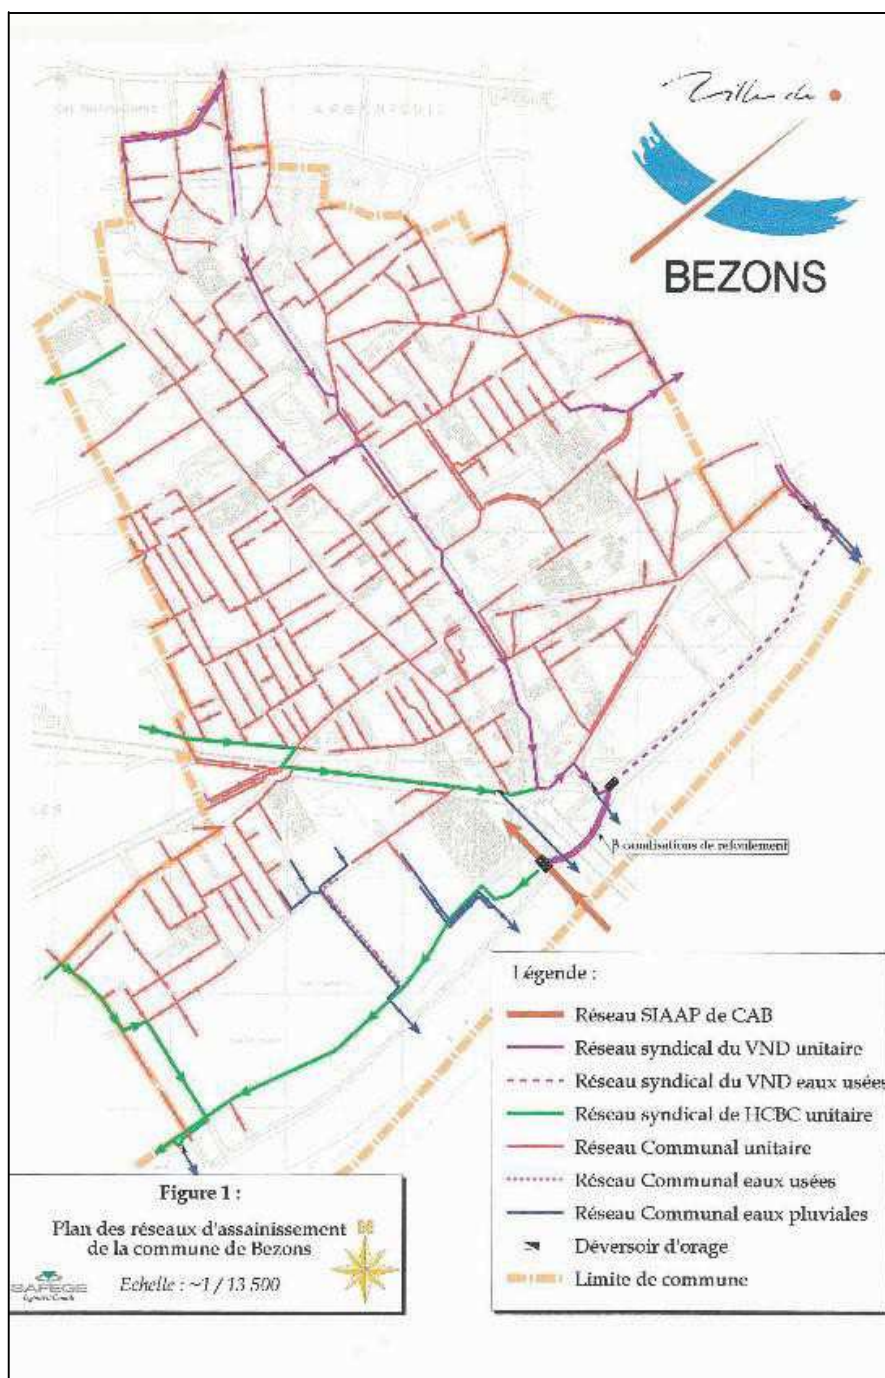 Ville de
BEZONS
ARGENTEUIL
3 canalisations de refoulement
Légende :
Réseau SIAAP de CAB
Réseau syndical du VND unitaire
Réseau syndical du VND eaux usées
Réseau syndical de HCBC unitaire
Réseau Communal unitaire
Réseau Communal eaux usées
Réseau Communal eaux pluviales
Déversoir d'orage
Limite de commune
Figure 1 :
Plan des réseaux d'assainissement
de la commune de Bezons
Echelle : ~1 / 13 500
SAFEGE